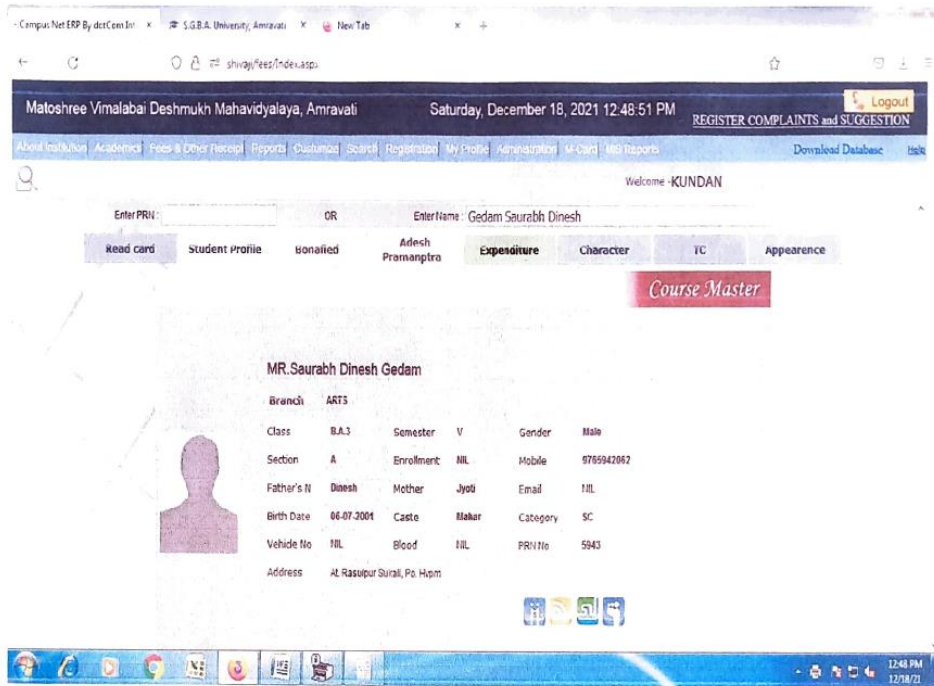 - Campus Net ERP By dotCom Inf × S.G.B.A. University, Amravati × New Tab × +
shivaji/fees/Index.aspx
Matoshree Vimalabai Deshmukh Mahavidyalaya, Amravati Saturday, December 18, 2021 12:48:51 PM Logout
REGISTER COMPLAINTS and SUGGESTION
About Institution Academics Fees & Other Receipt Reports Customize Search Registration My Profile Administration M-Card MIS Reports Download Database Help
Welcome -KUNDAN
Enter PRN : OR Enter Name : Gedam Saurabh Dinesh
Read card Student Profile Bonafied Adesh Pramanptra Expenditure Character TC Appearence
Course Master
MR.Saurabh Dinesh Gedam
Branch ARTS
Class B.A.3 Semester V Gender Male
Section A Enrollment NIL Mobile 9765942062
Father's N Dinesh Mother Jyoti Email NIL
Birth Date 06-07-2001 Caste Mahar Category SC
Vehicle No NIL Blood NIL PRN No 5943
Address At. Rasulpur Sukali, Po. Hvpm
12:48 PM
12/18/21